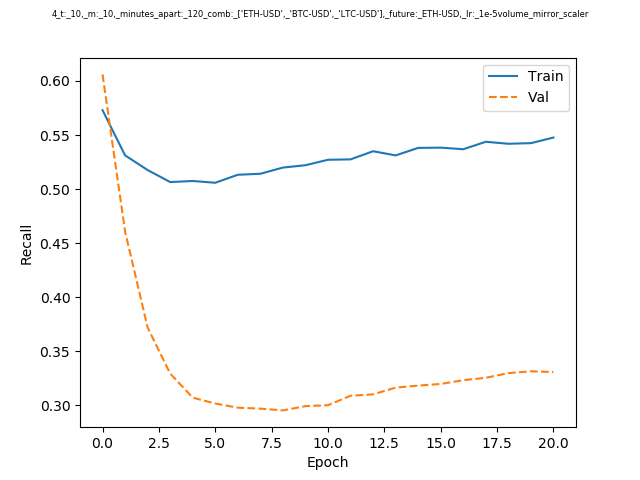 4_t:_10,_m:_10,_minutes_apart:_120_comb:_['ETH-USD',_'BTC-USD',_'LTC-USD'],_future:_ETH-USD,_lr:_1e-5volume_mirror_scaler
Train
Val
0.60
0.55
0.50
0.45
0.40
0.35
0.30
Recall
0.0 2.5 5.0 7.5 10.0 12.5 15.0 17.5 20.0
Epoch